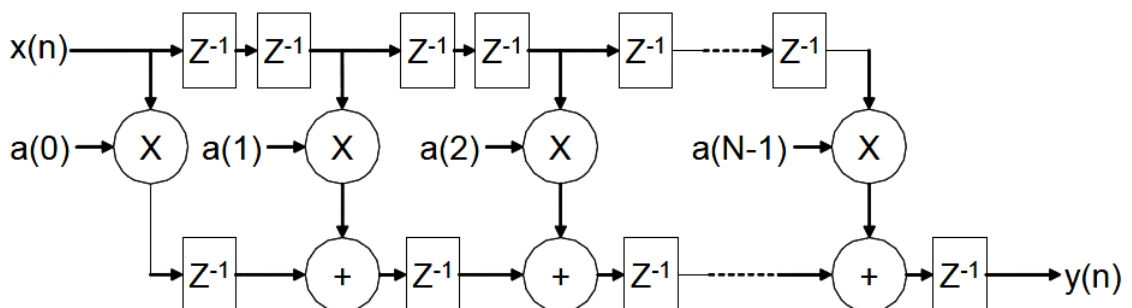 x(n) Z⁻¹ Z⁻¹ Z⁻¹ Z⁻¹ Z⁻¹ Z⁻¹
a(0) X a(1) X a(2) X a(N-1) X
Z⁻¹ + Z⁻¹ + Z⁻¹ + Z⁻¹ y(n)